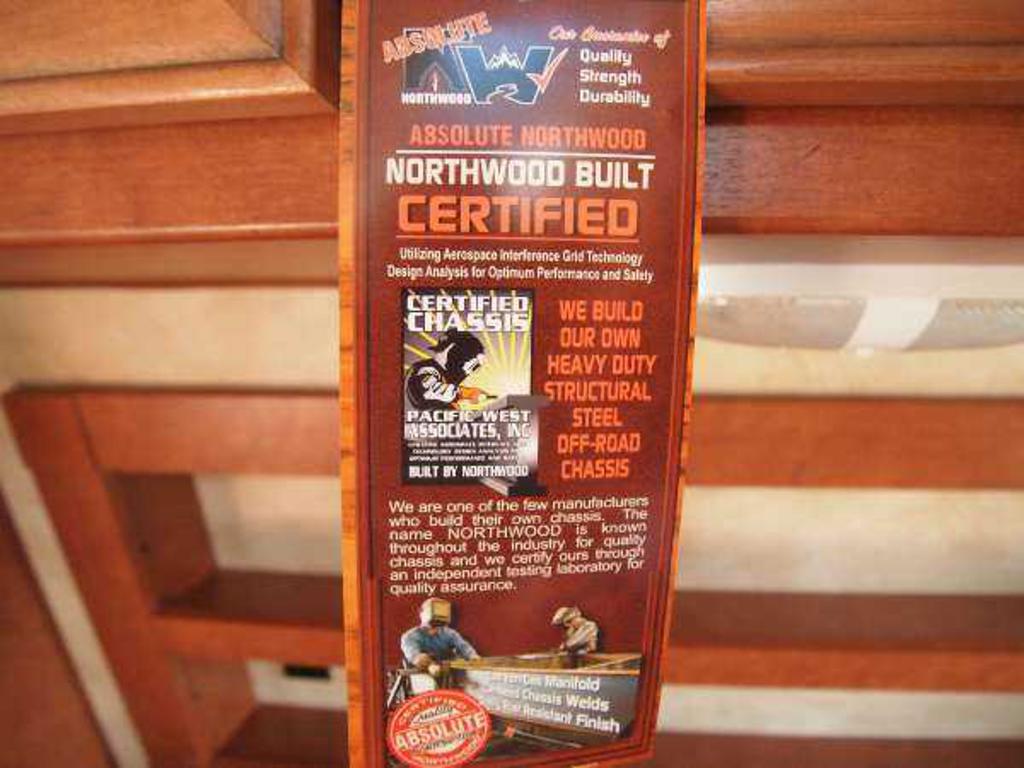 ABSOLUTE
NORTHWOOD
Our Guarantee of
Quality
Strength
Durability
ABSOLUTE NORTHWOOD
NORTHWOOD BUILT
CERTIFIED
Utilizing Aerospace Interference Grid Technology
Design Analysis for Optimum Performance and Safety
CERTIFIED
CHASSIS
PACIFIC WEST
ASSOCIATES, INC
BUILT BY NORTHWOOD
WE BUILD
OUR OWN
HEAVY DUTY
STRUCTURAL
STEEL
OFF-ROAD
CHASSIS
We are one of the few manufacturers
who build their own chassis. The
name NORTHWOOD is known
throughout the industry for quality
chassis and we certify ours through
an independent testing laboratory for
quality assurance.
Manifold
Chassis Welds
Resistant Finish
CERTIFIED
ABSOLUTE